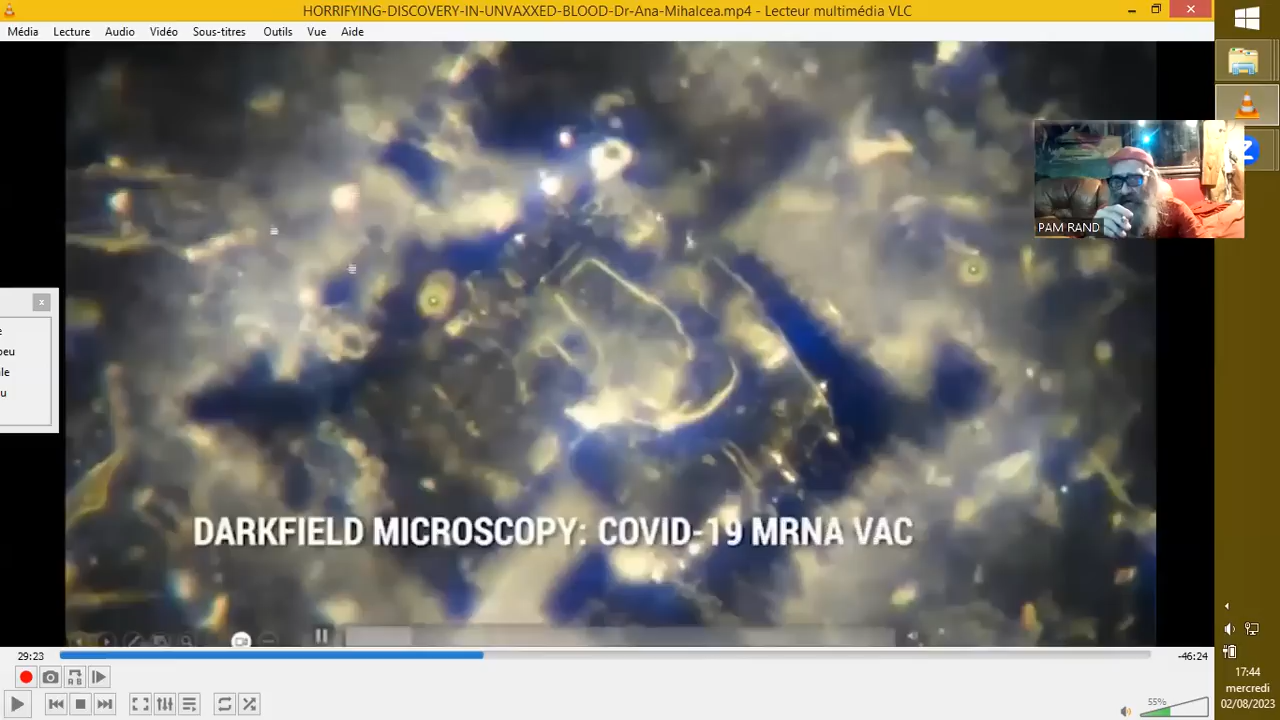 HORRIFYING-DISCOVERY-IN-UNVAXXED-BLOOD-Dr-Ana-Mihalcea.mp4 - Lecteur multimédia VLC
Média Lecture Audio Vidéo Sous-titres Outils Vue Aide
PAM RAND
Z
x
e
peu
ile
u
DARKFIELD MICROSCOPY: COVID-19 MRNA VAC
29:23
-46:24
A B
55%
17:44
mercredi
02/08/2023